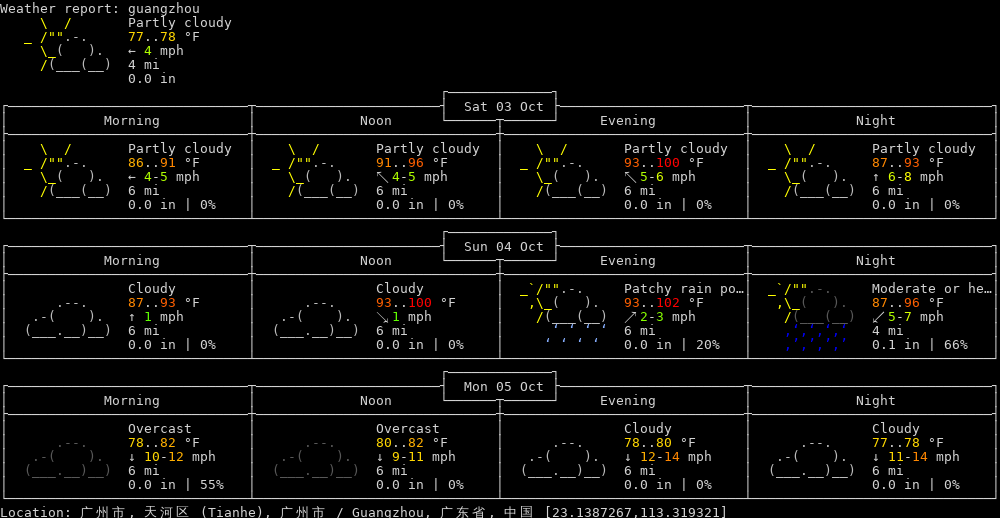 Weather report: guangzhou
Partly cloudy
77..78 °F
← 4 mph
4 mi
0.0 in
Sat 03 Oct
Morning Noon Evening Night
Partly cloudy Partly cloudy Partly cloudy Partly cloudy
86..91 °F 91..96 °F 93..100 °F 87..93 °F
← 4-5 mph ↖ 4-5 mph ↖ 5-6 mph ↑ 6-8 mph
6 mi 6 mi 6 mi 6 mi
0.0 in | 0% 0.0 in | 0% 0.0 in | 0% 0.0 in | 0%
Sun 04 Oct
Morning Noon Evening Night
Cloudy Cloudy Patchy rain po… Moderate or he…
87..93 °F 93..100 °F 93..102 °F 87..96 °F
↑ 1 mph ↘ 1 mph ↗ 2-3 mph ↙ 5-7 mph
6 mi 6 mi 6 mi 4 mi
0.0 in | 0% 0.0 in | 0% 0.0 in | 20% 0.1 in | 66%
Mon 05 Oct
Morning Noon Evening Night
Overcast Overcast Cloudy Cloudy
78..82 °F 80..82 °F 78..80 °F 77..78 °F
↓ 10-12 mph ↓ 9-11 mph ↓ 12-14 mph ↓ 11-14 mph
6 mi 6 mi 6 mi 6 mi
0.0 in | 55% 0.0 in | 0% 0.0 in | 0% 0.0 in | 0%
Location: 广州市, 天河区 (Tianhe), 广州市 / Guangzhou, 广东省, 中国 [23.1387267,113.319321]